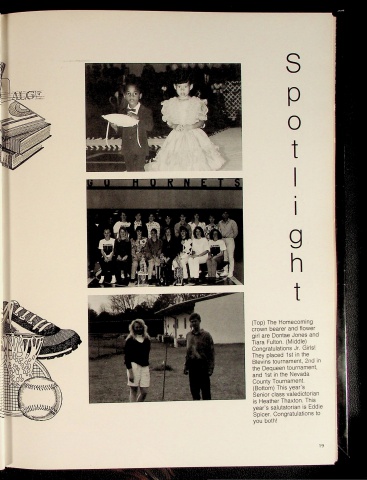 ALG
S
p
o
t
l
i
g
h
t
GO HORNETS
(Top) The Homecoming
crown bearer and flower
girl are Dontae Jones and
Tiara Fulton. (Middle)
Congratulations Jr. Girls!
They placed 1st in the
Blevins tournament, 2nd in
the Dequeen tournament,
and 1st in the Nevada
County Tournament.
(Bottom) This year's
Senior class valedictorian
is Heather Thaxton. This
year's salutatorian is Eddie
Spicer. Congratulations to
you both!
19